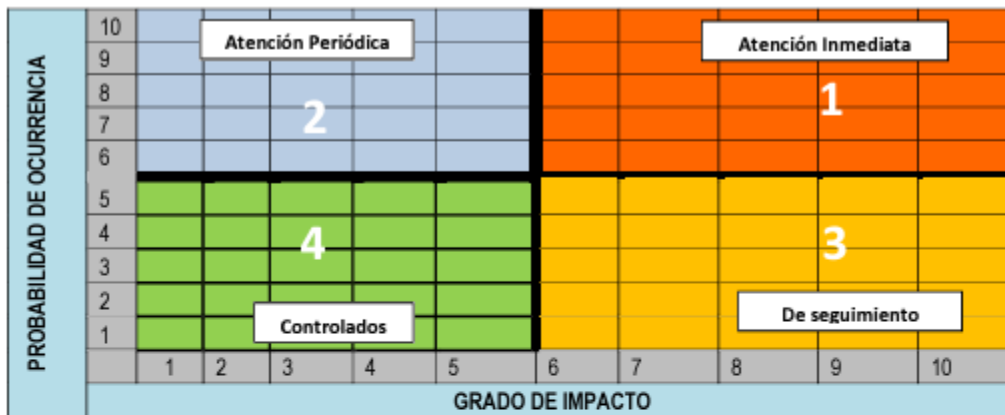 PROBABILIDAD DE OCURRENCIA
10
9
8
7
6
5
4
3
2
1
Atención Periódica
2
Atención Inmediata
1
4
Controlados
3
De seguimiento
1 2 3 4 5 6 7 8 9 10
GRADO DE IMPACTO